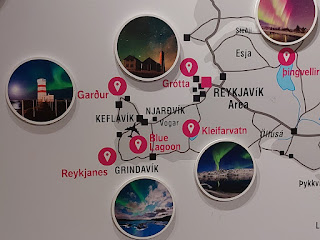 Esja
Þingvellir
Grótta
REYKJAVÍK
Area
Garður
KEFLAVÍK
NJARÐVÍK
Vogar
Kleifarvatn
Blue
Lagoon
Reykjanes
GRINDAVÍK
Ölfusá